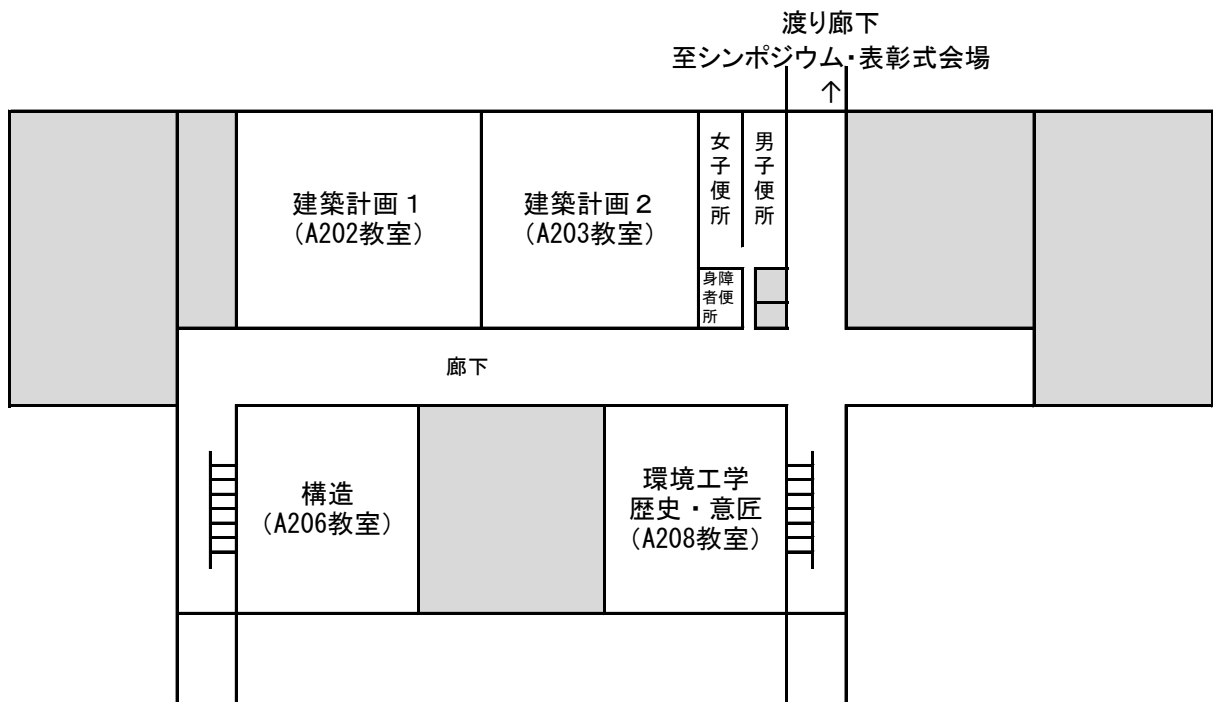 渡り廊下
至シンポジウム・表彰式会場
↑
建築計画1
(A202教室)
建築計画2
(A203教室)
女子便所
男子便所
身障
者便
所
廊下
構造
(A206教室)
環境工学
歴史・意匠
(A208教室)